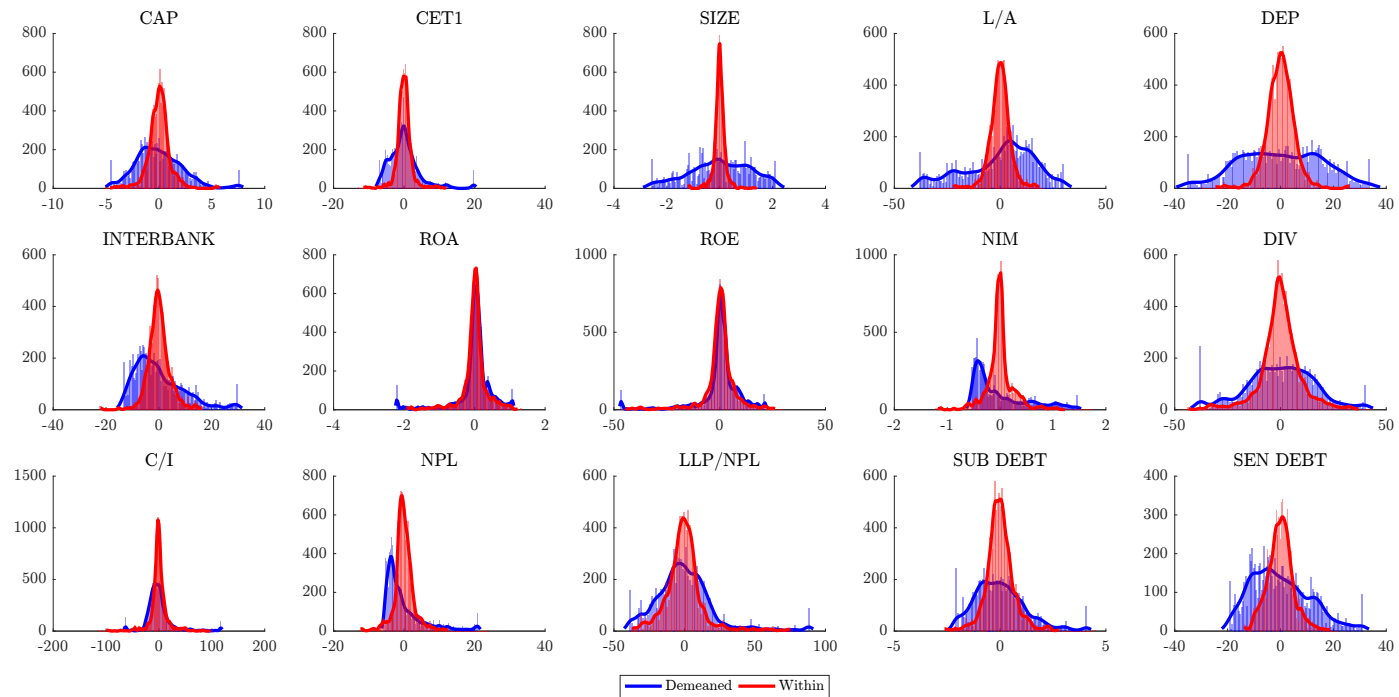 CAP CET1 SIZE L/A DEP
800 800 800 600 600
600 600 600 400 400
400 400 400 200 200
200 200 200
0 0 0 0 0
-10 -5 0 5 10 -20 0 20 40 -4 -2 0 2 4 -50 0 50 -40 -20 0 20 40
INTERBANK ROA ROE NIM DIV
600 800 1000 1000 600
400 600 500 500 400
200 400 200
200
0 0 0 0 0
-40 -20 0 20 40 -4 -2 0 2 -50 0 50 -2 -1 0 1 2 -50 0 50
C/I NPL LLP/NPL SUB DEBT SEN DEBT
1500 800 600 600 400
1000 600 400 400 300
500 400 200 200 200
200 100
0 0 0 0 0
-200 -100 0 100 200 -20 0 20 40 -50 0 50 100 -5 0 5 -40 -20 0 20 40
Demeaned Within